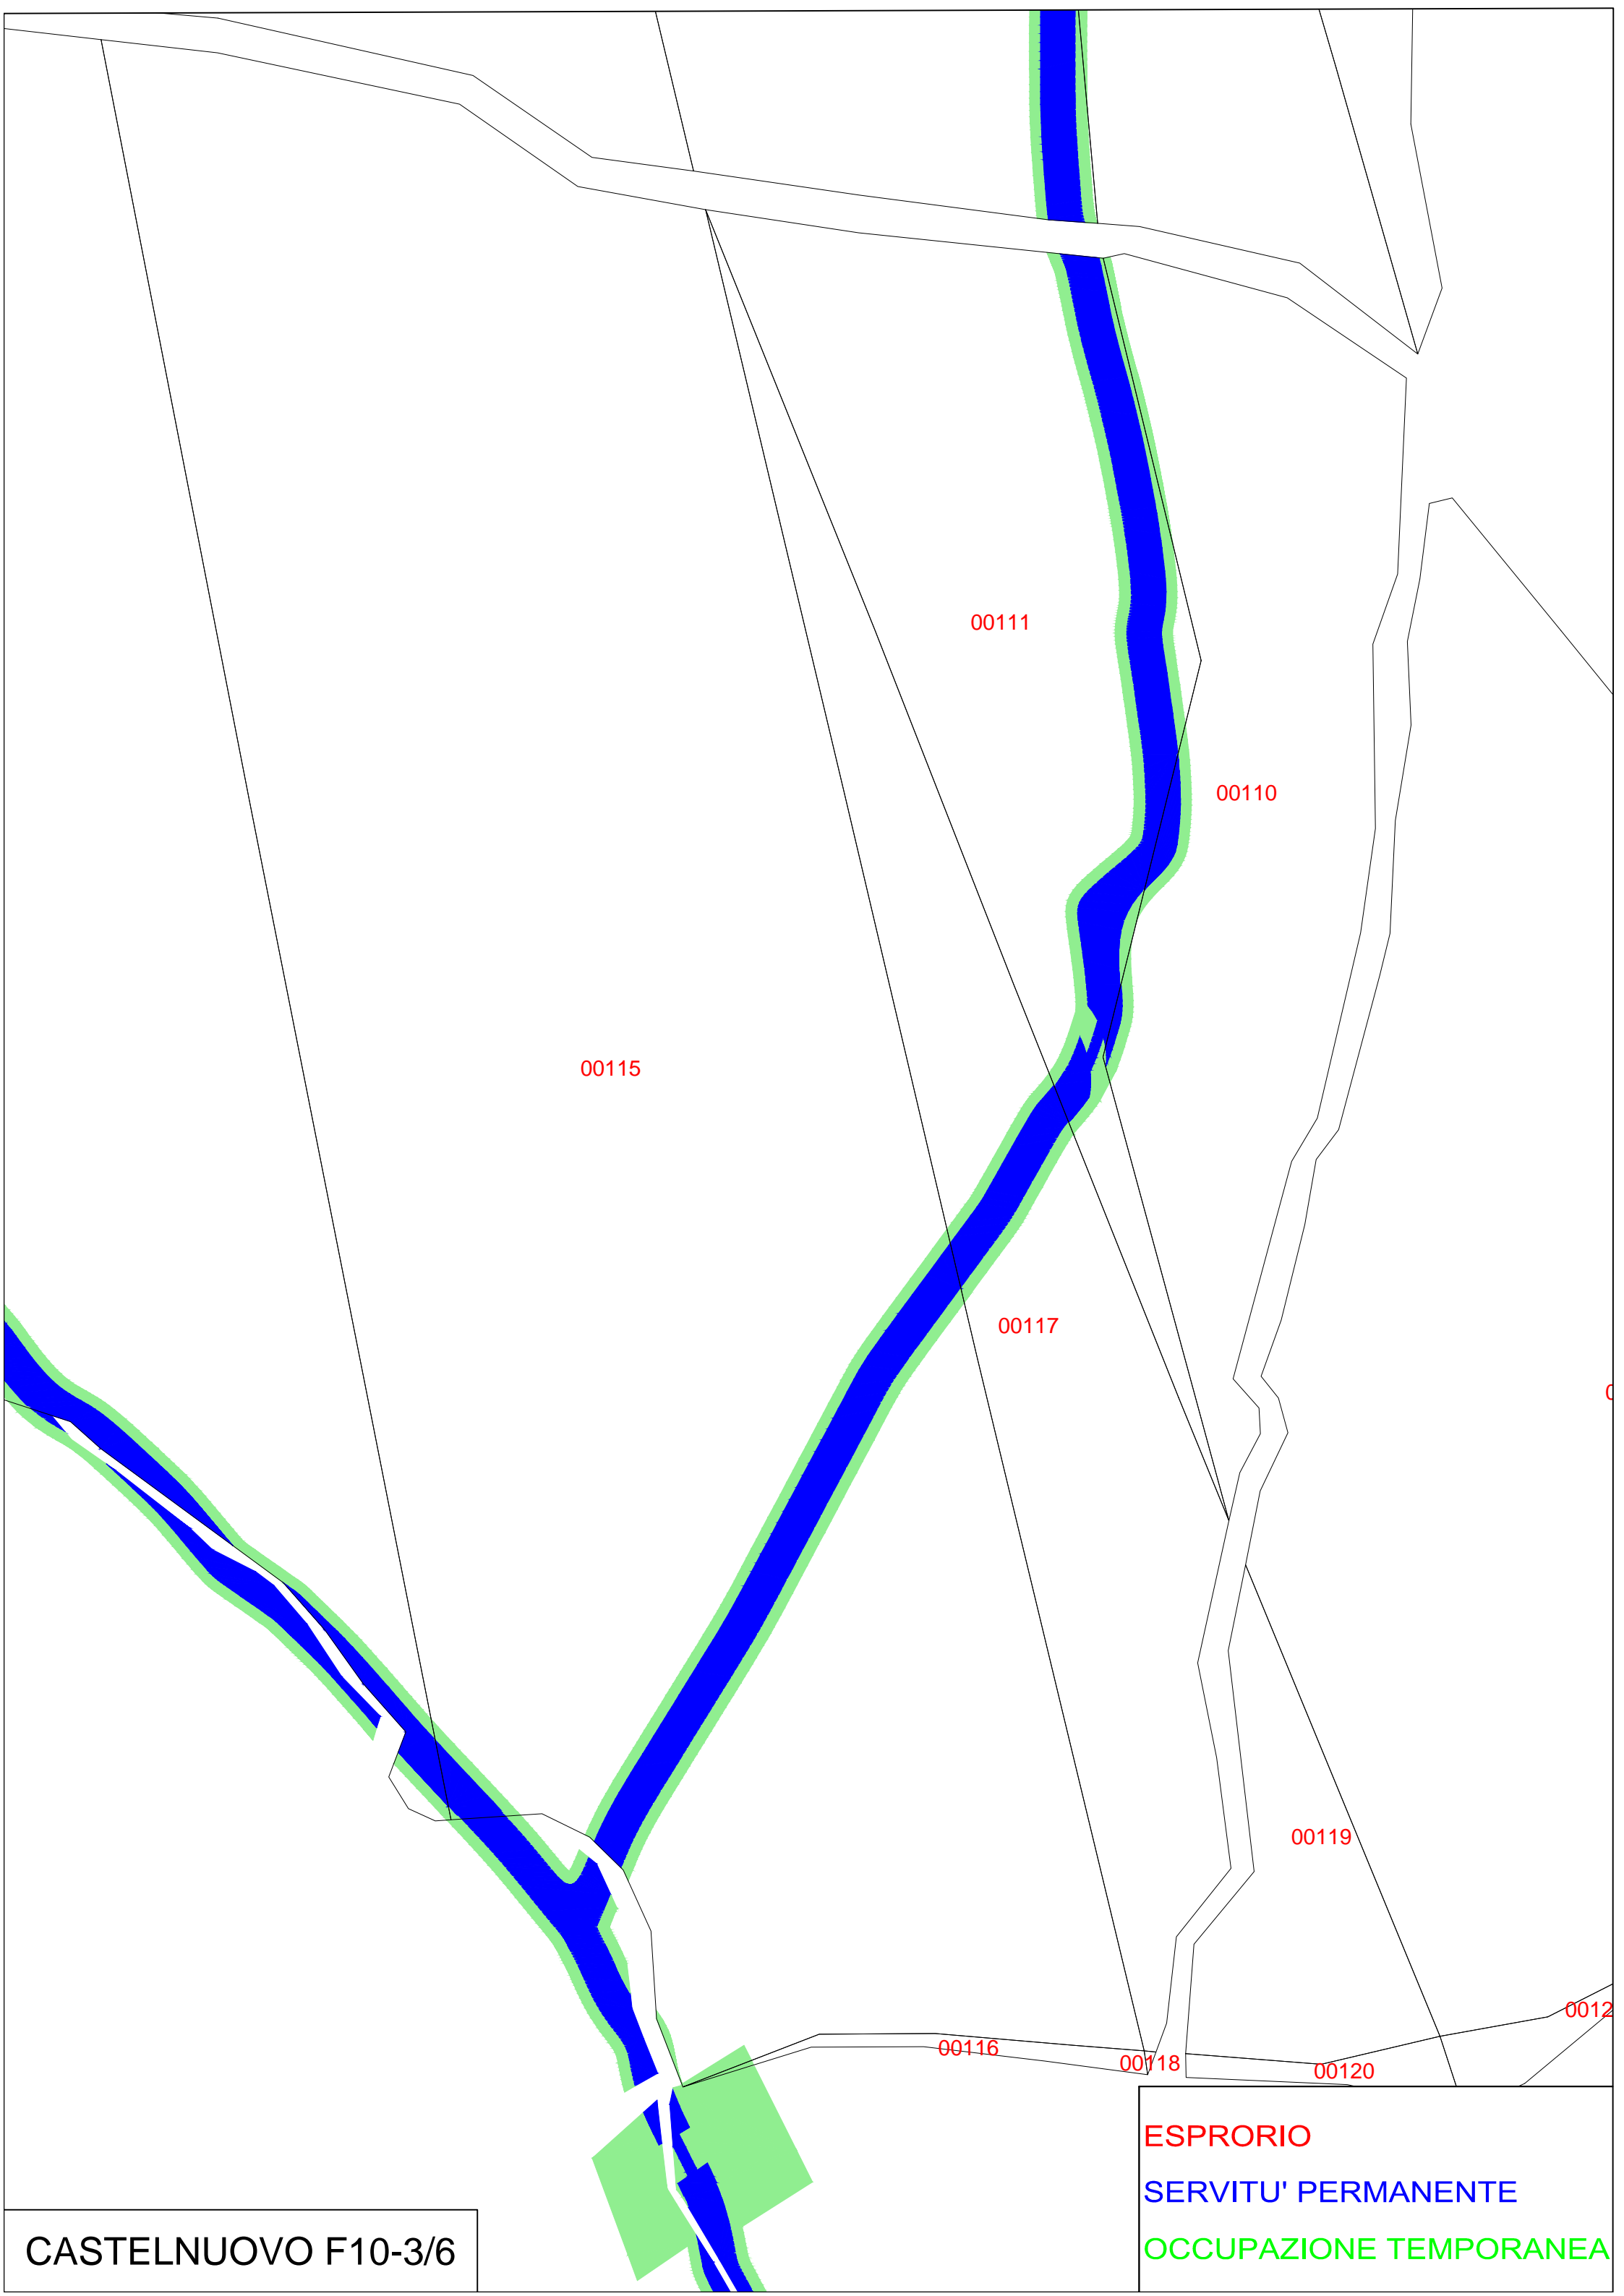 00111
00110
00115
00117
00119
00116
00118
00120
ESPRORIO
SERVITU' PERMANENTE
OCCUPAZIONE TEMPORANEA
CASTELNUOVO F10-3/6